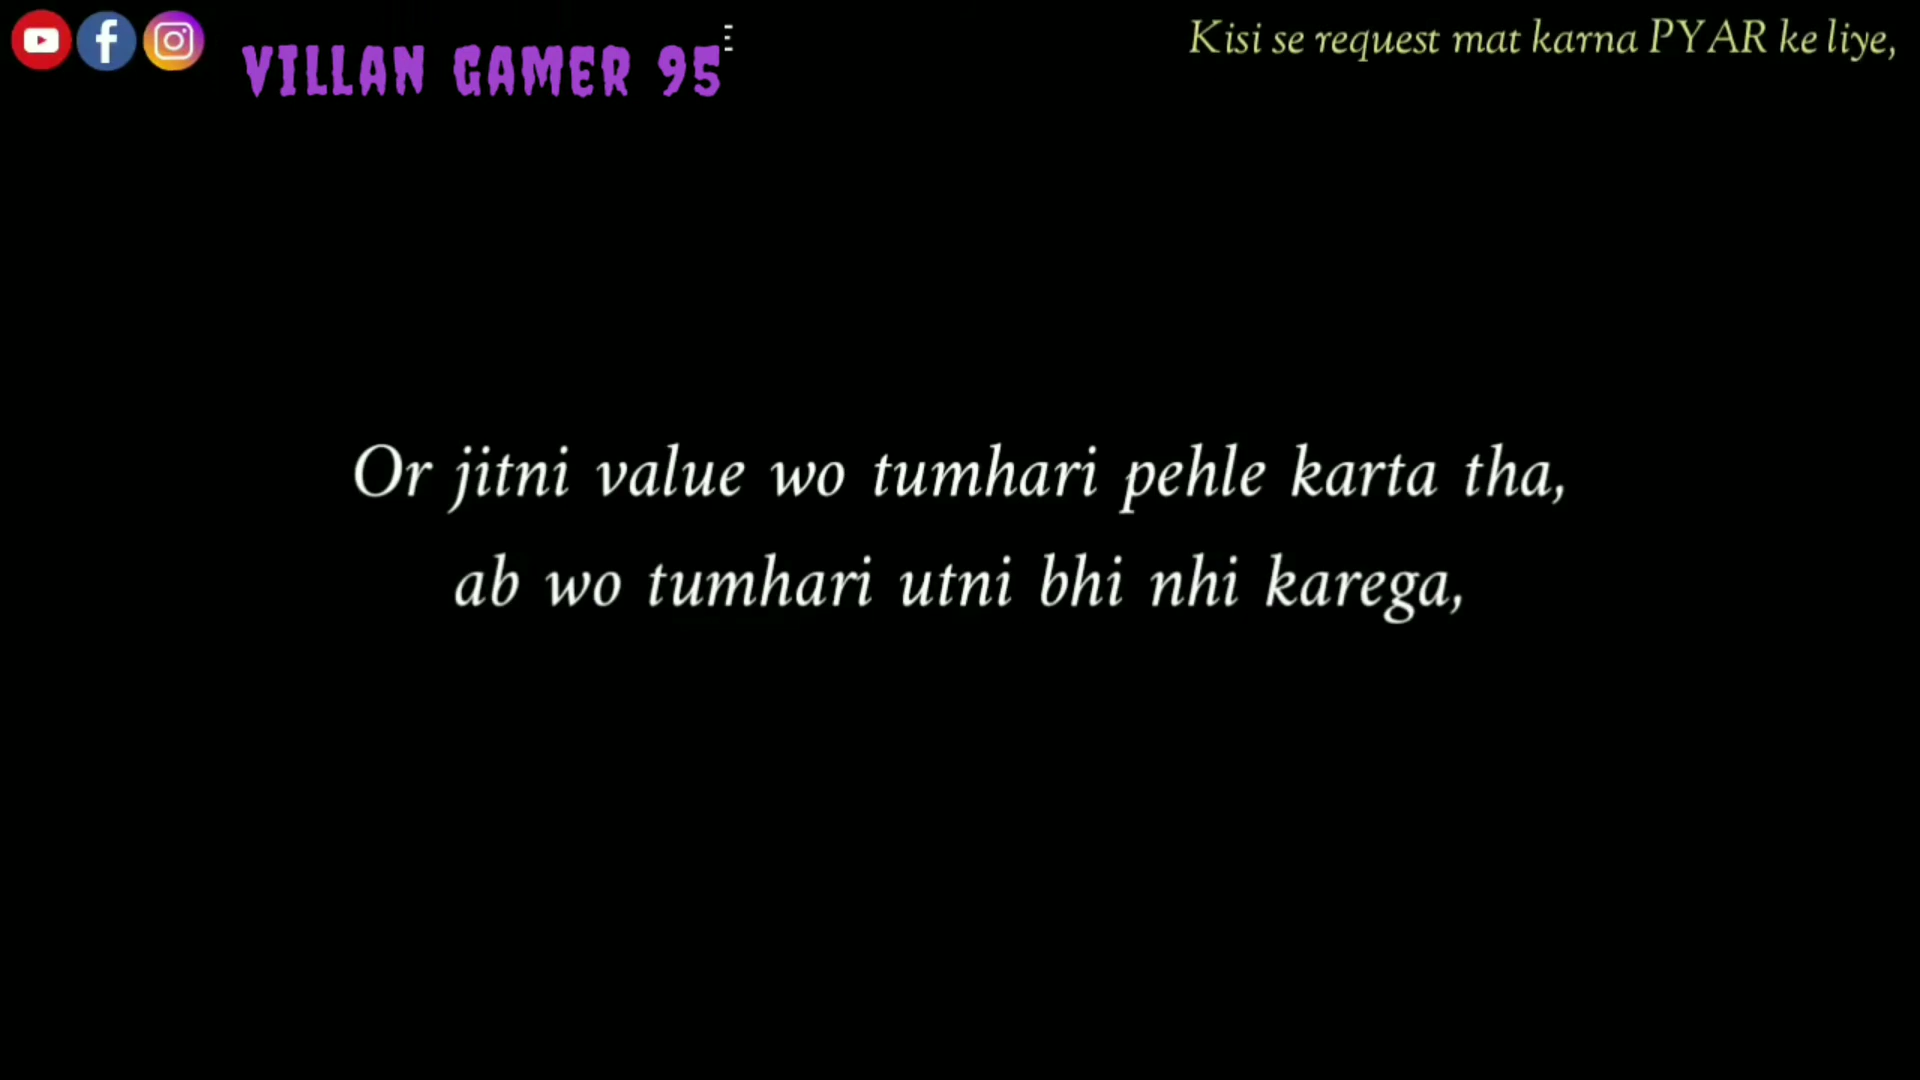 VILLAN GAMER 95
Kisi se request mat karna PYAR ke liye,
Or jitni value wo tumhari pehle karta tha,
ab wo tumhari utni bhi nhi karega,